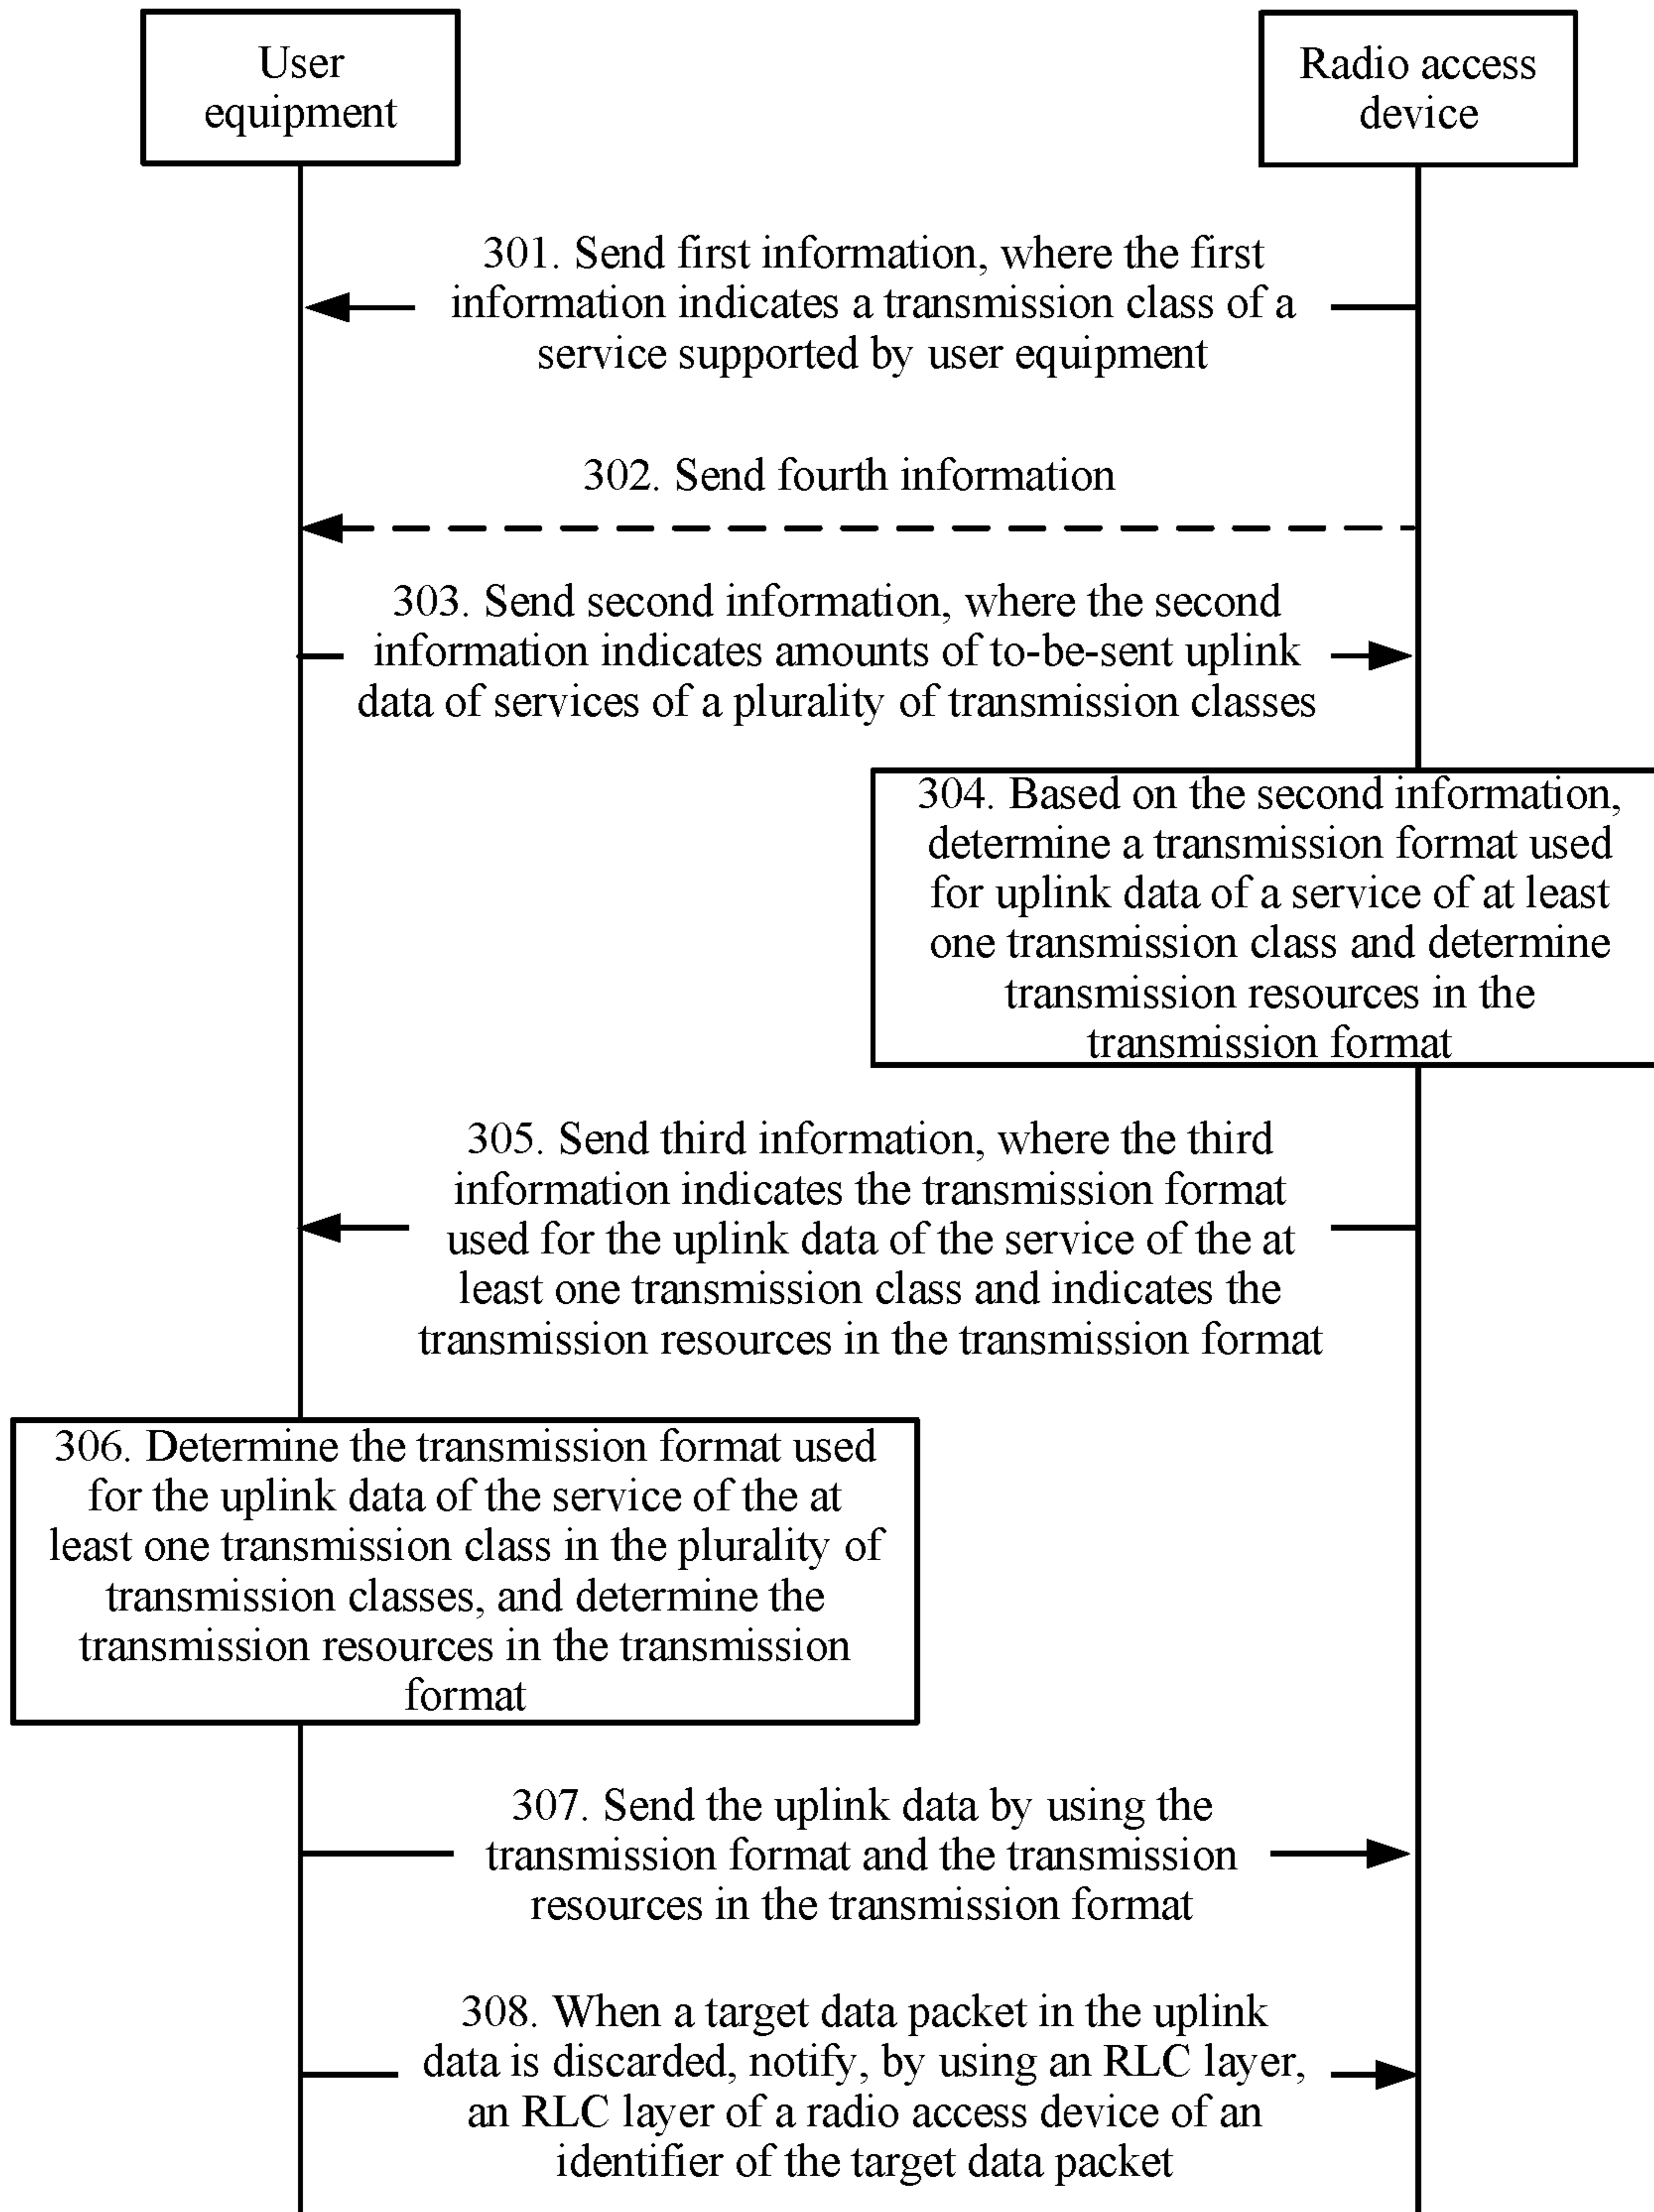 User
equipment
Radio access
device
301. Send first information, where the first
information indicates a transmission class of a
service supported by user equipment
302. Send fourth information
303. Send second information, where the second
information indicates amounts of to-be-sent uplink
data of services of a plurality of transmission classes
304. Based on the second information,
determine a transmission format used
for uplink data of a service of at least
one transmission class and determine
transmission resources in the
transmission format
305. Send third information, where the third
information indicates the transmission format
used for the uplink data of the service of the at
least one transmission class and indicates the
transmission resources in the transmission format
306. Determine the transmission format used
for the uplink data of the service of the at
least one transmission class in the plurality of
transmission classes, and determine the
transmission resources in the transmission
format
307. Send the uplink data by using the
transmission format and the transmission
resources in the transmission format
308. When a target data packet in the uplink
data is discarded, notify, by using an RLC layer,
an RLC layer of a radio access device of an
identifier of the target data packet